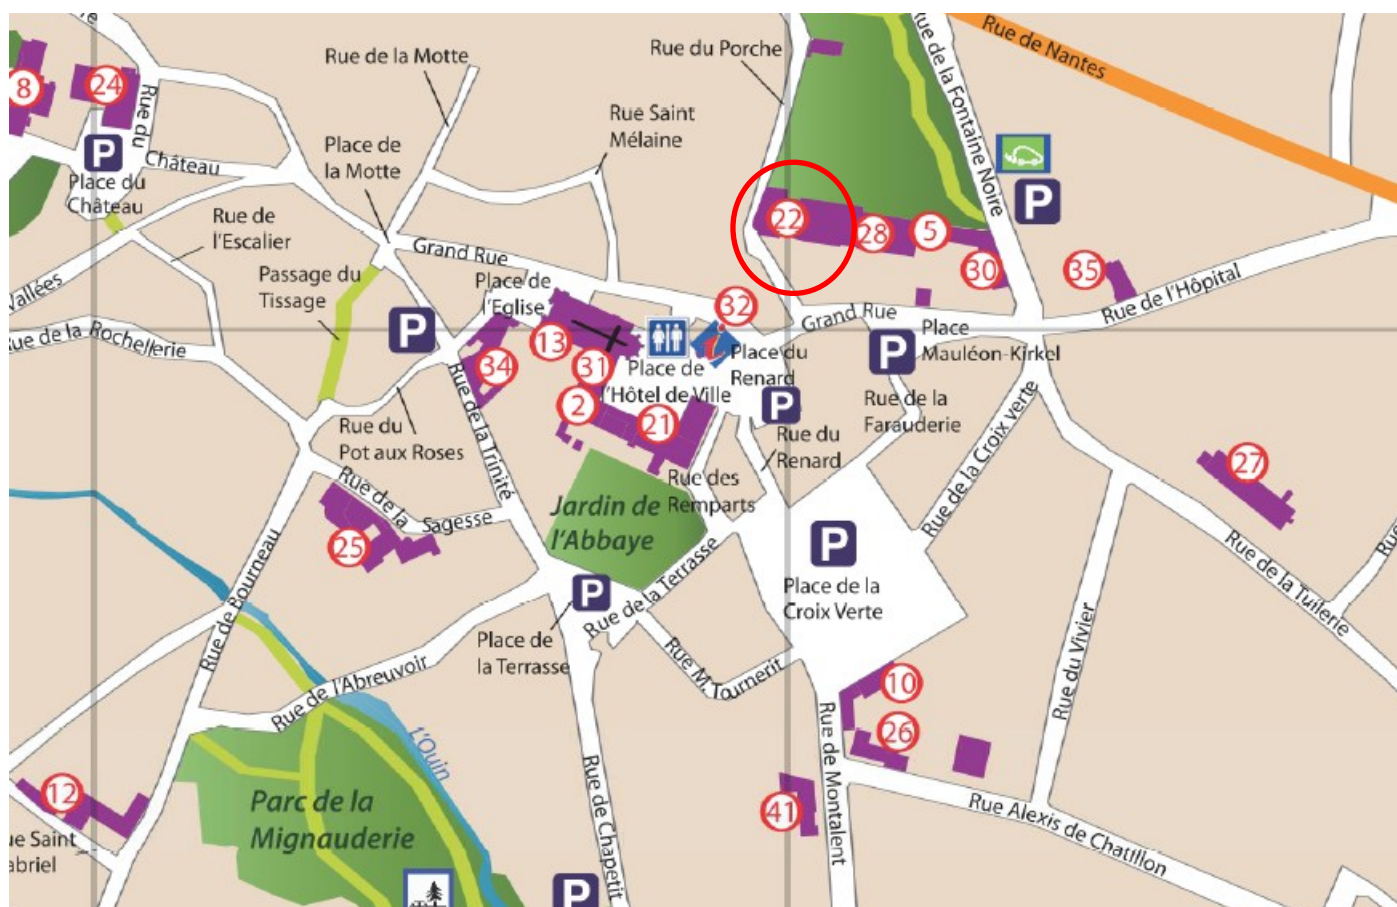 Rue de la Motte
Rue du Porche
Rue de la Fontaine Noire
Rue de Nantes
8
24
Rue du
Château
P
Place du
Château
Place de
la Motte
Rue Saint
Mélaine
Rue de
l'Escalier
Passage du
Tissage
Grand Rue
Place de
l'Eglise
22
28
5
30
P
35
Rue de l'Hôpital
Vallées
ue de la Rochellerie
P
13
31
34
32
Place du
Renard
Grand Rue
Place
Mauléon-Kirkel
P
Place de
l'Hôtel de Ville
2
21
P
Rue de la
Farauderie
Rue de la Croix verte
Rue du
Pot aux Roses
Rue de la Trinité
Rue du
Renard
Rue des
Remparts
27
Rue de la
Sagesse
25
Jardin de
l'Abbaye
P
Place de la
Croix Verte
P
Rue de la Terrasse
Place de
la Terrasse
Rue de la Tuilerie
Rue
Rue de Bourneau
Rue de l'Abreuvoir
Rue M.Tournerit
Rue du Vivier
10
26
L'Ouin
Rue de Montalent
Rue de Chapetit
12
Parc de la
Mignauderie
41
Rue Alexis de Chatillon
ue Saint
abriel
P